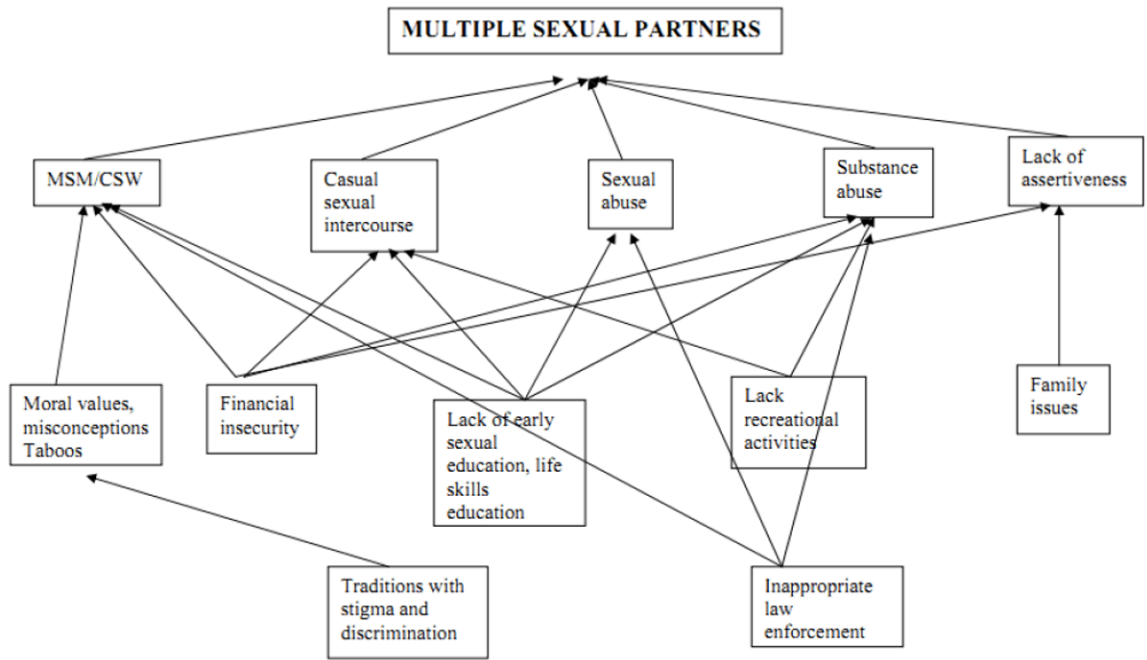 MULTIPLE SEXUAL PARTNERS
MSM/CSW
Casual
sexual
intercourse
Sexual
abuse
Substance
abuse
Lack of
assertiveness
Moral values,
misconceptions
Taboos
Financial
insecurity
Lack of early
sexual
education, life
skills
education
Lack
recreational
activities
Family
issues
Traditions with
stigma and
discrimination
Inappropriate
law
enforcement